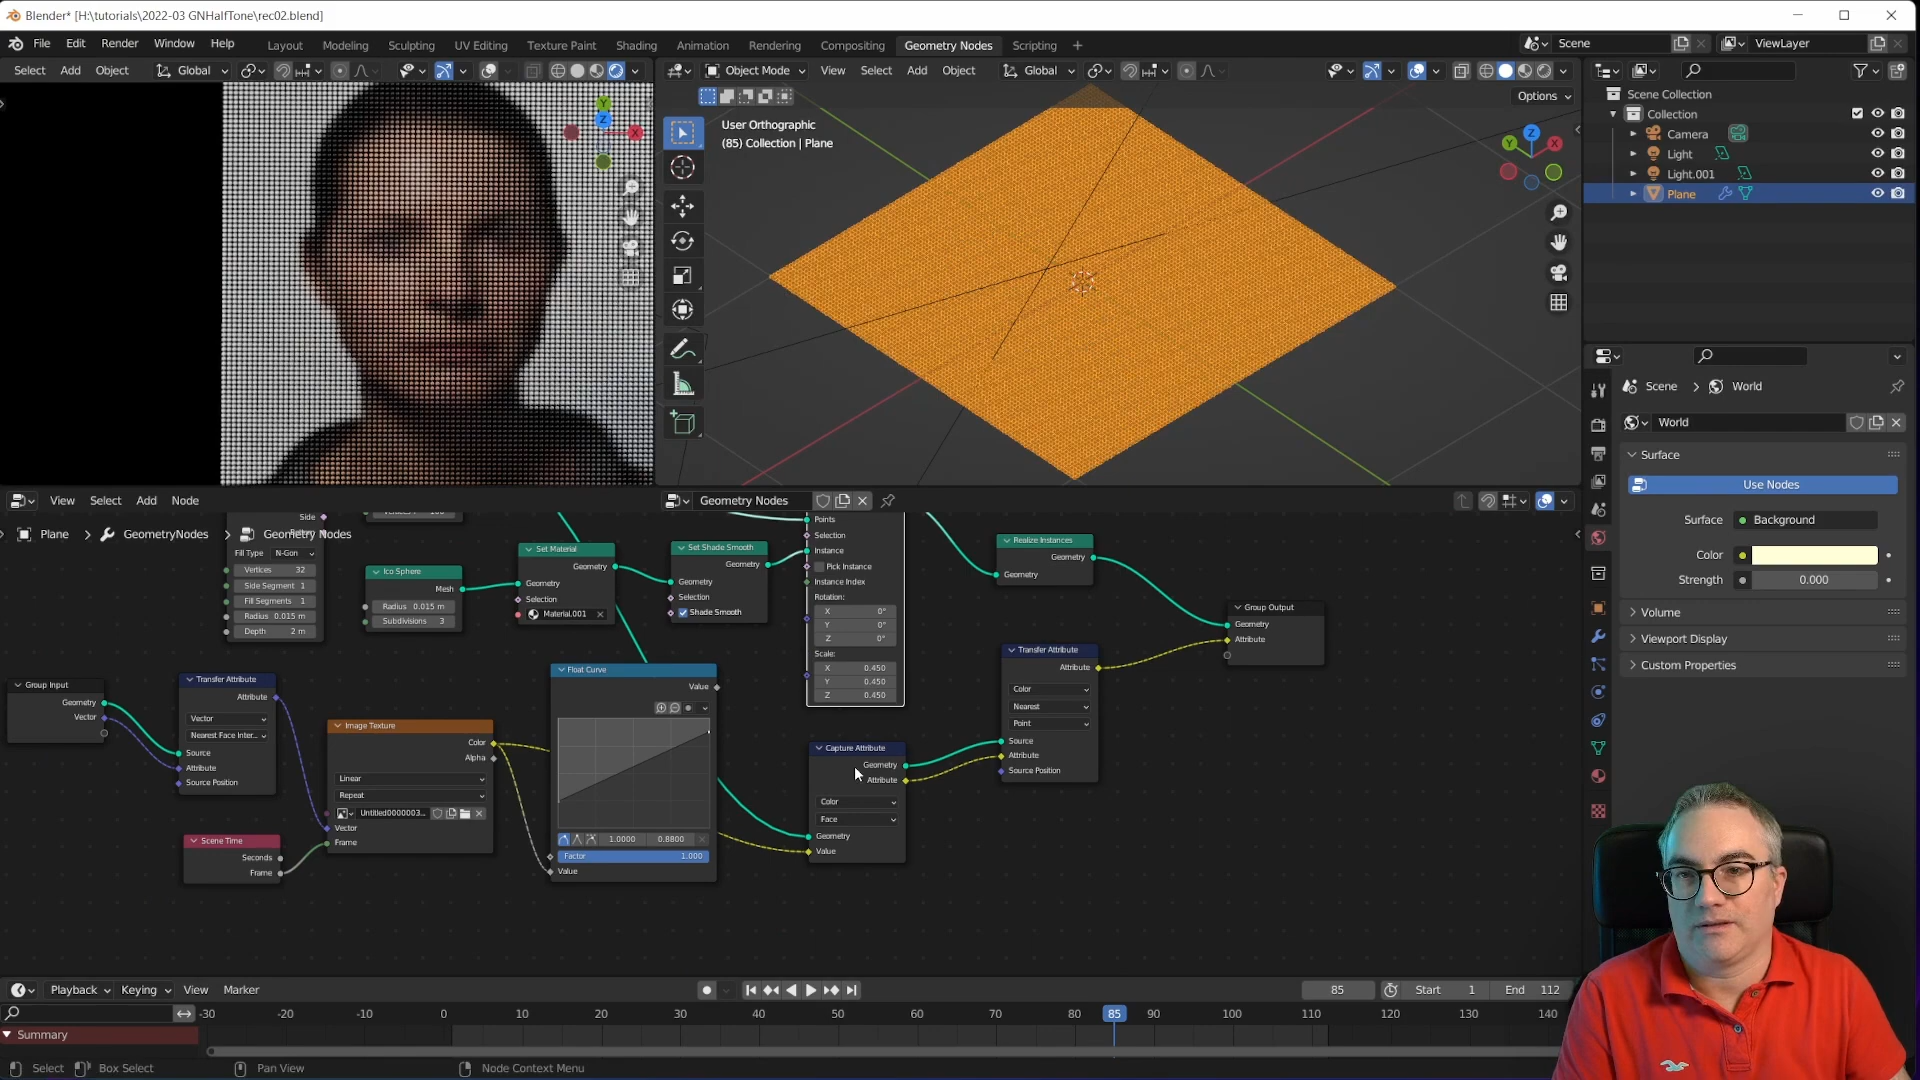 Blender* [H:\tutorials\2022-03 GNHalfTone\rec02.blend]
File Edit Render Window Help Layout Modeling Sculpting UV Editing Texture Paint Shading Animation Rendering Compositing Geometry Nodes Scripting + Scene ViewLayer
Select Add Object Global Object Mode View Select Add Object Global
Options
User Orthographic
(85) Collection | Plane
Scene Collection
Collection
Camera
Light
Light.001
Plane
Scene > World
World
Surface
Use Nodes
Surface Background
Color
Strength 0.000
Volume
Viewport Display
Custom Properties
View Select Add Node Geometry Nodes
Plane > GeometryNodes > Geometry Nodes
Side
Fill Type N-Gon
Vertices 32
Side Segment 1
Fill Segments 1
Radius 0.015 m
Depth 2 m
Ico Sphere
Mesh
Radius 0.015 m
Subdivisions 3
Set Material
Geometry
Geometry
Selection
Material.001
Set Shade Smooth
Geometry
Geometry
Selection
Shade Smooth
Points
Selection
Instance
Pick Instance
Instance Index
Rotation:
X 0°
Y 0°
Z 0°
Scale:
X 0.450
Y 0.450
Z 0.450
Realize Instances
Geometry
Geometry
Group Output
Geometry
Attribute
Group Input
Geometry
Vector
Transfer Attribute
Attribute
Vector
Nearest Face Inter..
Source
Attribute
Source Position
Scene Time
Seconds
Frame
Image Texture
Color
Alpha
Linear
Repeat
Untitled0000003...
Vector
Frame
Float Curve
Value
1.0000 0.8800
Factor 1.000
Value
Capture Attribute
Geometry
Attribute
Color
Face
Geometry
Value
Transfer Attribute
Attribute
Color
Nearest
Point
Source
Attribute
Source Position
Playback Keying View Marker 85 Start 1 End 112
-30 -20 -10 0 10 20 30 40 50 60 70 80 85 90 100 110 120 130 140
Summary
Select Box Select Pan View Node Context Menu